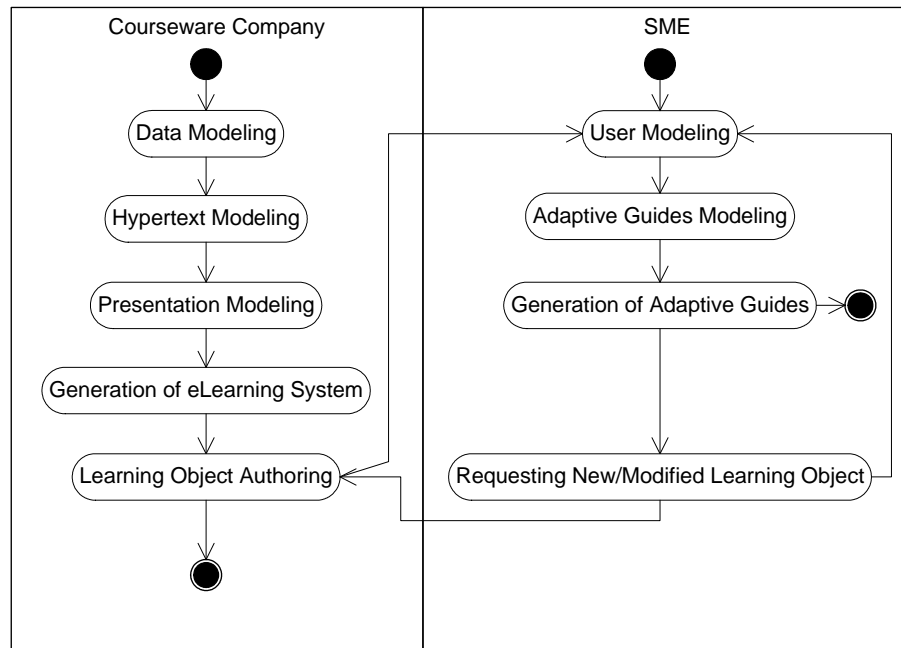 Courseware Company
SME
Data Modeling
User Modeling
Hypertext Modeling
Adaptive Guides Modeling
Presentation Modeling
Generation of Adaptive Guides
Generation of eLearning System
Learning Object Authoring
Requesting New/Modified Learning Object